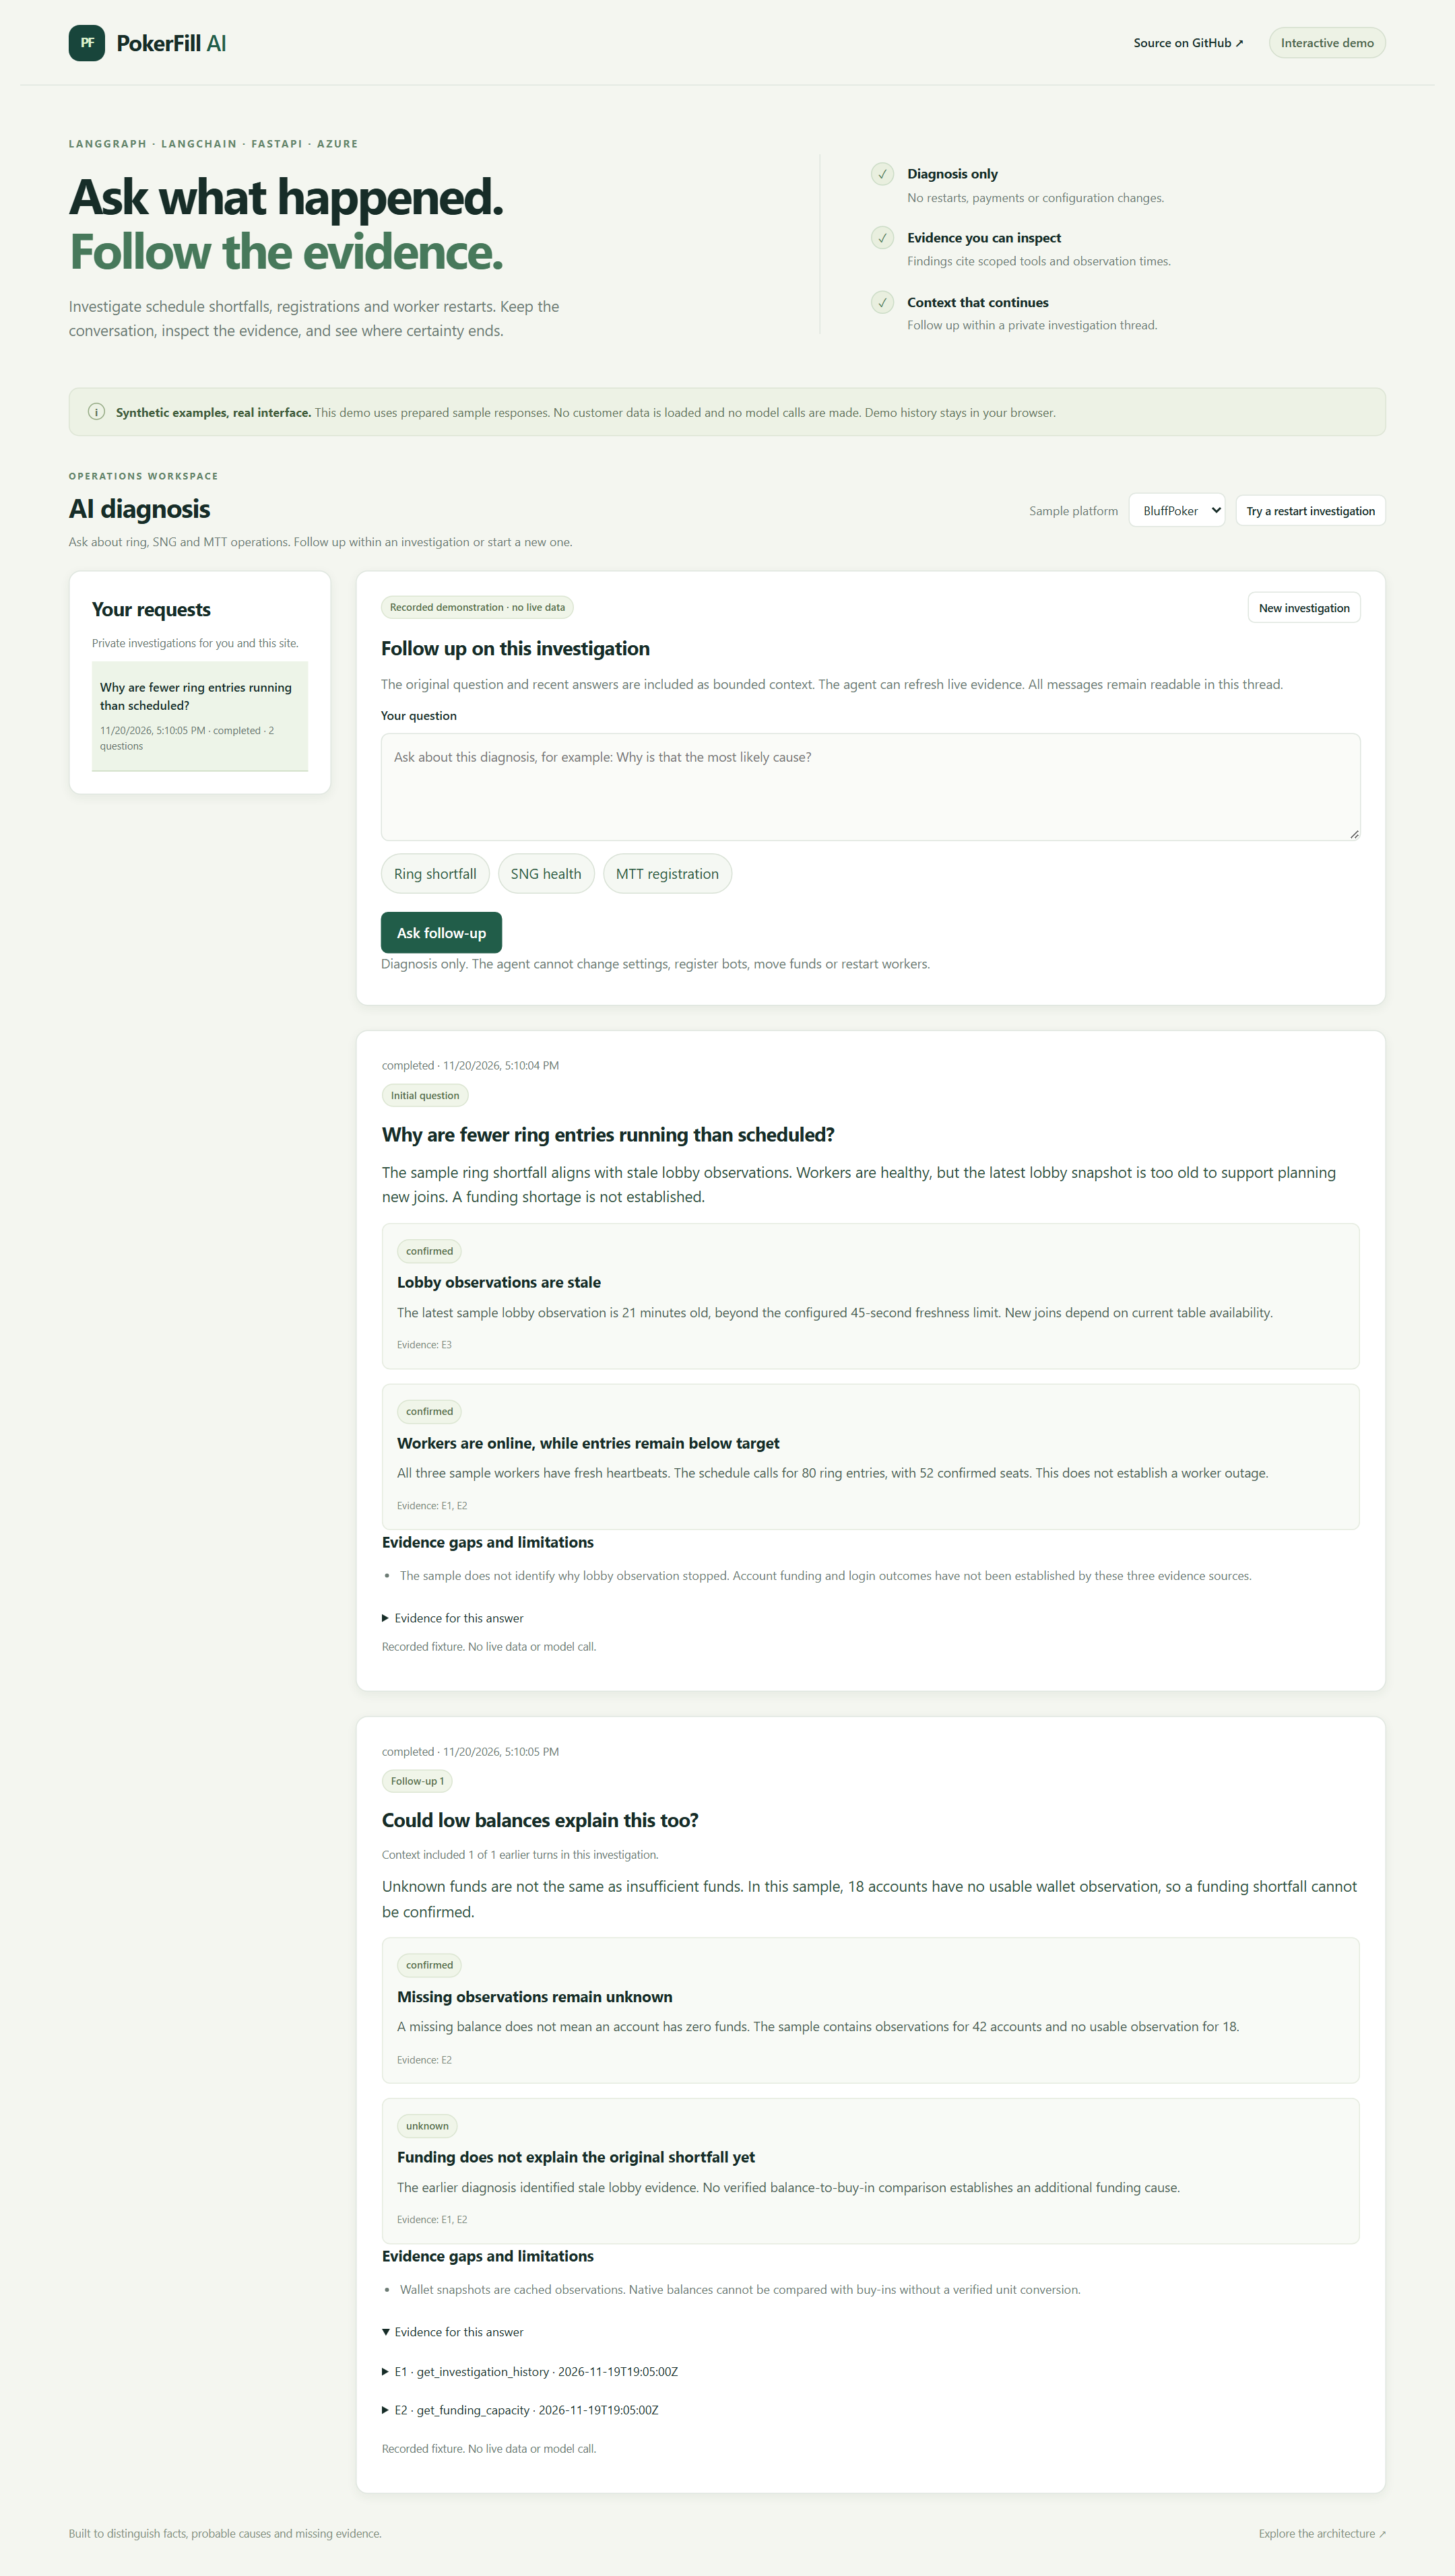 PF
PokerFill AI
Source on GitHub ↗
Interactive demo
LANGGRAPH · LANGCHAIN · FASTAPI · AZURE
Ask what happened.
Follow the evidence.
Investigate schedule shortfalls, registrations and worker restarts. Keep the
conversation, inspect the evidence, and see where certainty ends.
✓ Diagnosis only
No restarts, payments or configuration changes.
✓ Evidence you can inspect
Findings cite scoped tools and observation times.
✓ Context that continues
Follow up within a private investigation thread.
i Synthetic examples, real interface. This demo uses prepared sample responses. No customer data is loaded and no model calls are made. Demo history stays in your browser.
OPERATIONS WORKSPACE
AI diagnosis
Ask about ring, SNG and MTT operations. Follow up within an investigation or start a new one.
Sample platform
BluffPoker
Try a restart investigation
Your requests
Private investigations for you and this site.
Why are fewer ring entries running
than scheduled?
11/20/2026, 5:10:05 PM · completed · 2
questions
Recorded demonstration · no live data
New investigation
Follow up on this investigation
The original question and recent answers are included as bounded context. The agent can refresh live evidence. All messages remain readable in this thread.
Your question
Ask about this diagnosis, for example: Why is that the most likely cause?
Ring shortfall
SNG health
MTT registration
Ask follow-up
Diagnosis only. The agent cannot change settings, register bots, move funds or restart workers.
completed · 11/20/2026, 5:10:04 PM
Initial question
Why are fewer ring entries running than scheduled?
The sample ring shortfall aligns with stale lobby observations. Workers are healthy, but the latest lobby snapshot is too old to support planning
new joins. A funding shortage is not established.
confirmed
Lobby observations are stale
The latest sample lobby observation is 21 minutes old, beyond the configured 45-second freshness limit. New joins depend on current table availability.
Evidence: E3
confirmed
Workers are online, while entries remain below target
All three sample workers have fresh heartbeats. The schedule calls for 80 ring entries, with 52 confirmed seats. This does not establish a worker outage.
Evidence: E1, E2
Evidence gaps and limitations
• The sample does not identify why lobby observation stopped. Account funding and login outcomes have not been established by these three evidence sources.
▶ Evidence for this answer
Recorded fixture. No live data or model call.
completed · 11/20/2026, 5:10:05 PM
Follow-up 1
Could low balances explain this too?
Context included 1 of 1 earlier turns in this investigation.
Unknown funds are not the same as insufficient funds. In this sample, 18 accounts have no usable wallet observation, so a funding shortfall cannot
be confirmed.
confirmed
Missing observations remain unknown
A missing balance does not mean an account has zero funds. The sample contains observations for 42 accounts and no usable observation for 18.
Evidence: E2
unknown
Funding does not explain the original shortfall yet
The earlier diagnosis identified stale lobby evidence. No verified balance-to-buy-in comparison establishes an additional funding cause.
Evidence: E1, E2
Evidence gaps and limitations
• Wallet snapshots are cached observations. Native balances cannot be compared with buy-ins without a verified unit conversion.
▼ Evidence for this answer
▶ E1 · get_investigation_history · 2026-11-19T19:05:00Z
▶ E2 · get_funding_capacity · 2026-11-19T19:05:00Z
Recorded fixture. No live data or model call.
Built to distinguish facts, probable causes and missing evidence.
Explore the architecture ↗